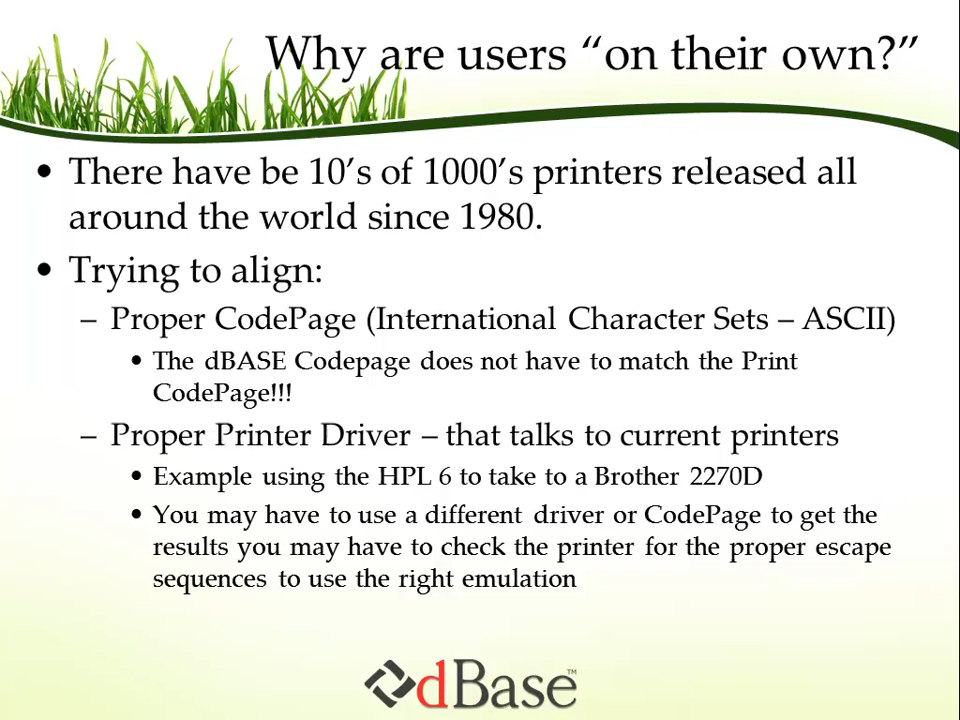 Why are users “on their own?”
• There have be 10’s of 1000’s printers released all
around the world since 1980.
• Trying to align:
– Proper CodePage (International Character Sets – ASCII)
• The dBASE Codepage does not have to match the Print
CodePage!!!
– Proper Printer Driver – that talks to current printers
• Example using the HPL 6 to take to a Brother 2270D
• You may have to use a different driver or CodePage to get the
results you may have to check the printer for the proper escape
sequences to use the right emulation
dBase™